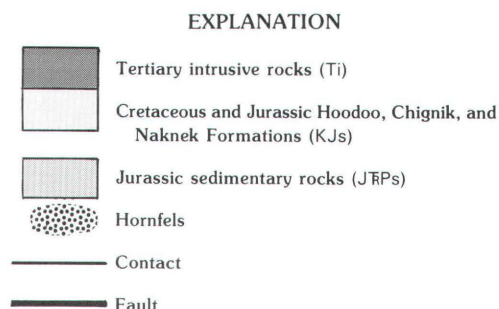 EXPLANATION
Tertiary intrusive rocks (Ti)
Cretaceous and Jurassic Hoodoo, Chignik, and
Naknek Formations (KJs)
Jurassic sedimentary rocks (JŦPs)
Hornfels
Contact
Fault